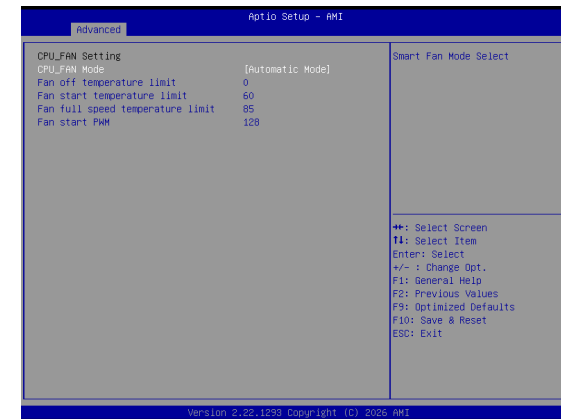 Aptio Setup – AMI
Advanced
CPU_FAN Setting
CPU_FAN Mode [Automatic Mode]
Fan off temperature limit 0
Fan start temperature limit 60
Fan full speed temperature limit 85
Fan start PWM 128
Smart Fan Mode Select
→←: Select Screen
↑↓: Select Item
Enter: Select
+/- : Change Opt.
F1: General Help
F2: Previous Values
F9: Optimized Defaults
F10: Save & Reset
ESC: Exit
Version 2.22.1293 Copyright (C) 2026 AMI